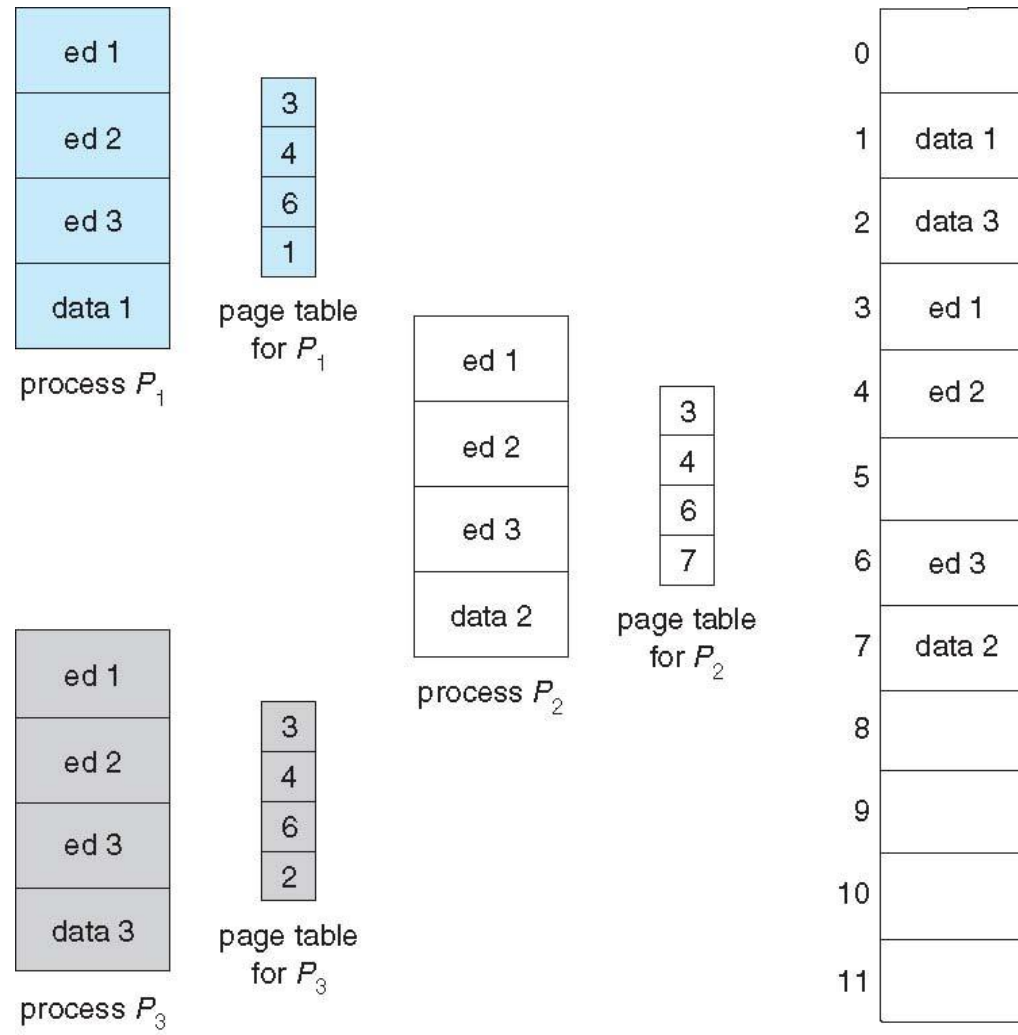 ed 1
ed 2
ed 3
data 1
process P1
3
4
6
1
page table
for P1
ed 1
ed 2
ed 3
data 2
process P2
3
4
6
7
page table
for P2
ed 1
ed 2
ed 3
data 3
process P3
3
4
6
2
page table
for P3
0
1 data 1
2 data 3
3 ed 1
4 ed 2
5
6 ed 3
7 data 2
8
9
10
11